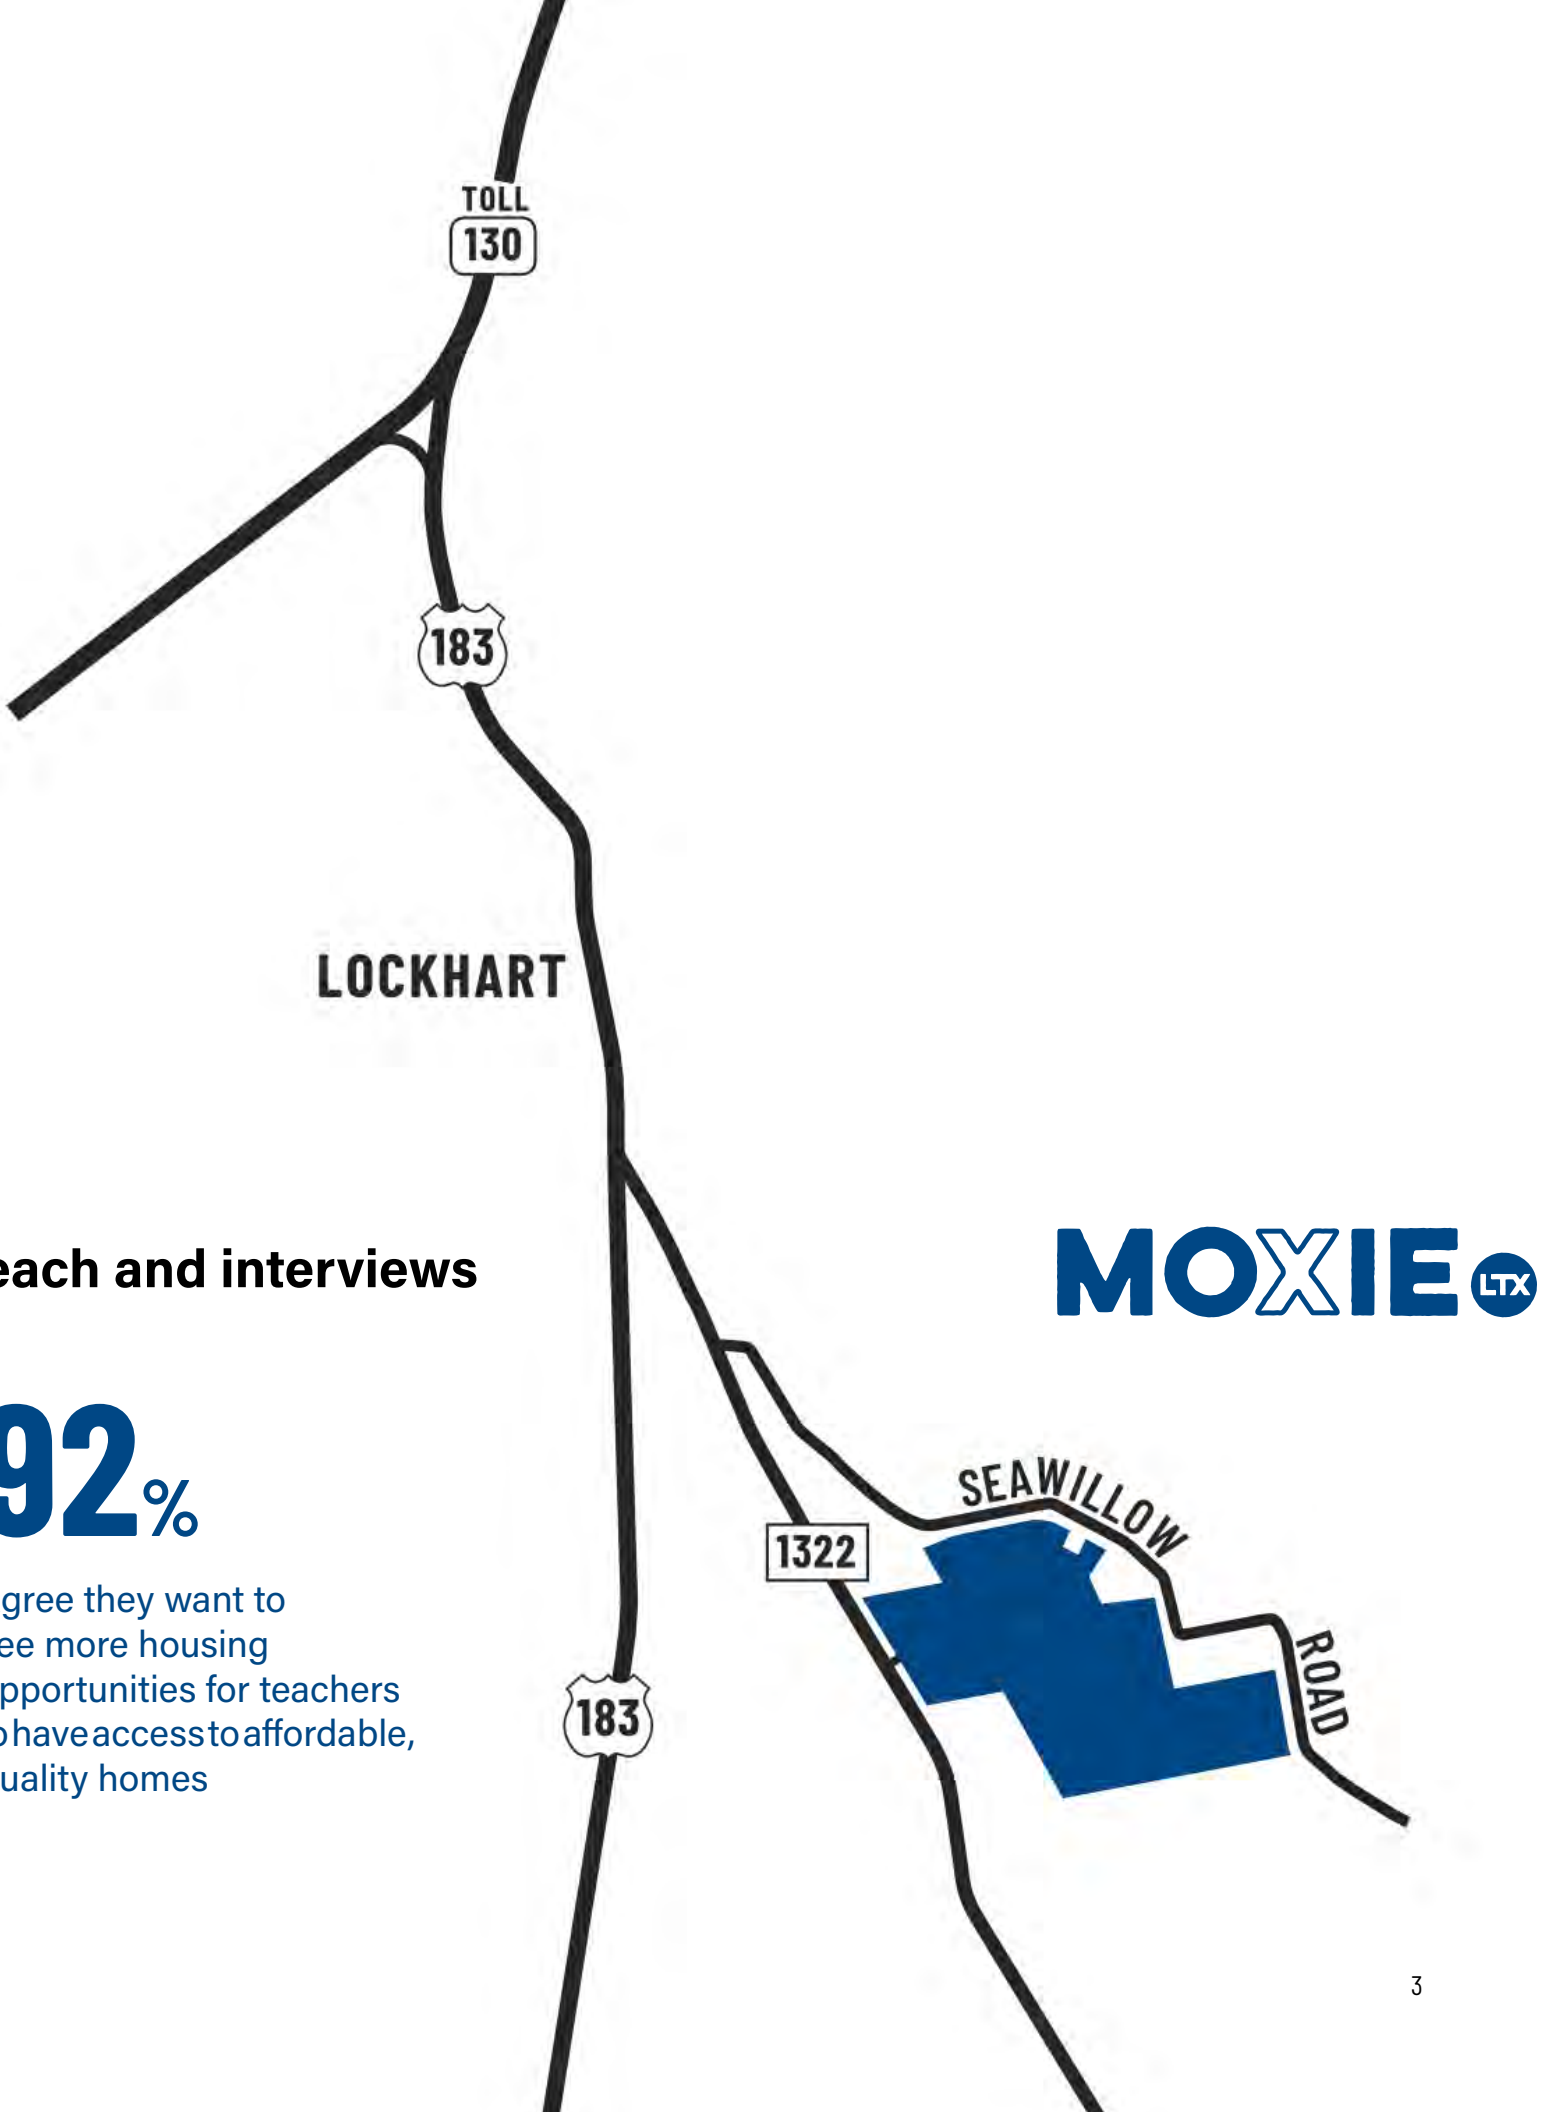 TOLL
130
183
LOCKHART
each and interviews
MOXIE LTX
92%
gree they want to
ee more housing
pportunities for teachers
o have access to affordable,
uality homes
SEAWILLOW
ROAD
1322
183
3